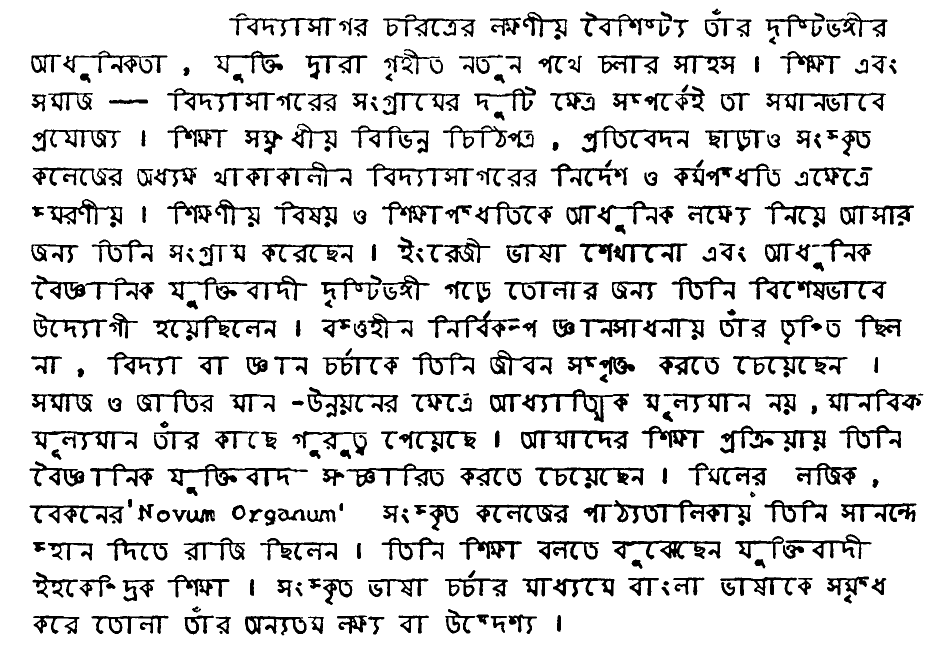 বিদ্যাসাগর চরিত্রের লক্ষণীয় বৈশিষ্ট্য তাঁর দৃষ্টিভঙ্গীর
আধুনিকতা , যুক্তি দ্বারা গৃহীত নতুন পথে চলার সাহস । শিক্ষা এবং
সমাজ — বিদ্যাসাগরের সংগ্রামের দুটি ক্ষেত্র সম্পর্কেই তা সমানভাবে
প্রযোজ্য । শিক্ষা সম্বন্ধীয় বিভিন্ন চিঠিপত্র , প্রতিবেদন ছাড়াও সংস্কৃত
কলেজের অধ্যক্ষ থাকাকালীন বিদ্যাসাগরের নির্দেশ ও কর্মপদ্ধতি এক্ষেত্রে
স্মরণীয় । শিক্ষণীয় বিষয় ও শিক্ষাপদ্ধতিকে আধুনিক লক্ষ্যে নিয়ে আসার
জন্য তিনি সংগ্রাম করেছেন । ইংরেজী ভাষা শেখানো এবং আধুনিক
বৈজ্ঞানিক যুক্তিবাদী দৃষ্টিভঙ্গী গড়ে তোলার জন্য তিনি বিশেষভাবে
উদ্যোগী হয়েছিলেন । বস্তুহীন নির্বিকল্প জ্ঞানসাধনায় তাঁর তৃপ্তি ছিল
না , বিদ্যা বা জ্ঞান চর্চাকে তিনি জীবন সম্পৃক্ত করতে চেয়েছেন ।
সমাজ ও জাতির মান -উন্নয়নের ক্ষেত্রে আধ্যাত্মিক মূল্যমান নয় , মানবিক
মূল্যমান তাঁর কাছে গুরুত্ব পেয়েছে । আমাদের শিক্ষা প্রক্রিয়ায় তিনি
বৈজ্ঞানিক যুক্তিবাদ সঞ্চারিত করতে চেয়েছেন । মিলের লজিক ,
বেকনের 'Novum Organum' সংস্কৃত কলেজের পাঠ্যতালিকায় তিনি সানন্দে
স্থান দিতে রাজি ছিলেন । তিনি শিক্ষা বলতে বুঝেছেন যুক্তিবাদী
ইহকেন্দ্রিক শিক্ষা । সংস্কৃত ভাষা চর্চার মাধ্যমে বাংলা ভাষাকে সমৃদ্ধ
করে তোলা তাঁর অন্যতম লক্ষ্য বা উদ্দেশ্য ।